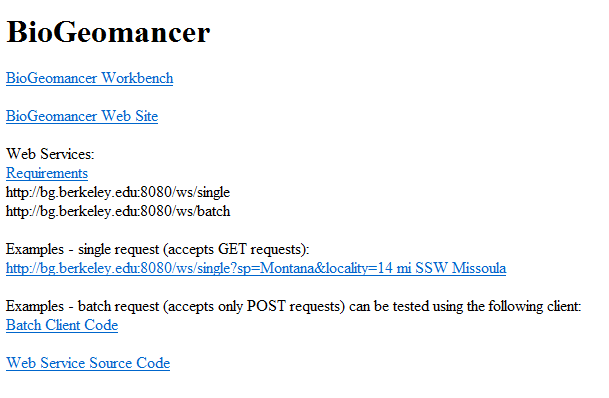 BioGeomancer
BioGeomancer Workbench
BioGeomancer Web Site
Web Services:
Requirements
http://bg.berkeley.edu:8080/ws/single
http://bg.berkeley.edu:8080/ws/batch
Examples - single request (accepts GET requests):
http://bg.berkeley.edu:8080/ws/single?sp=Montana&locality=14 mi SSW Missoula
Examples - batch request (accepts only POST requests) can be tested using the following client:
Batch Client Code
Web Service Source Code